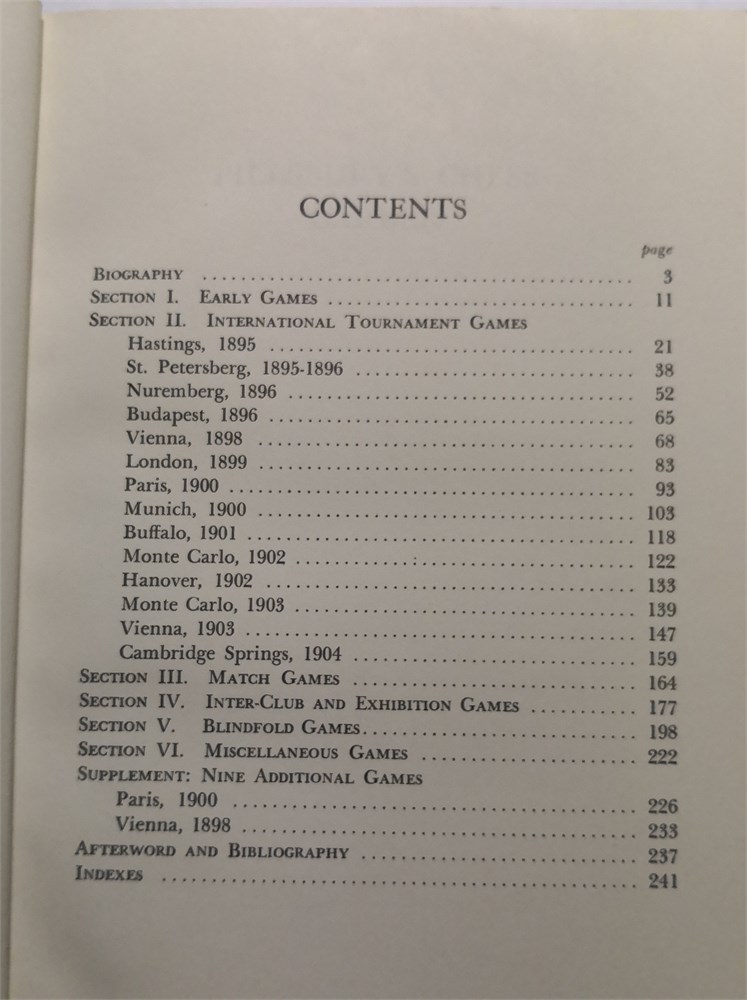 CONTENTS
page
BIOGRAPHY ........................................ 3
SECTION I. EARLY GAMES ........................................ 11
SECTION II. INTERNATIONAL TOURNAMENT GAMES
Hastings, 1895 ........................................ 21
St. Petersberg, 1895-1896 ........................................ 38
Nuremberg, 1896 ........................................ 52
Budapest, 1896 ........................................ 65
Vienna, 1898 ........................................ 68
London, 1899 ........................................ 83
Paris, 1900 ........................................ 93
Munich, 1900 ........................................ 103
Buffalo, 1901 ........................................ 118
Monte Carlo, 1902 ........................................ 122
Hanover, 1902 ........................................ 133
Monte Carlo, 1903 ........................................ 139
Vienna, 1903 ........................................ 147
Cambridge Springs, 1904 ........................................ 159
SECTION III. MATCH GAMES ........................................ 164
SECTION IV. INTER-CLUB AND EXHIBITION GAMES ........... 177
SECTION V. BLINDFOLD GAMES ........................................ 198
SECTION VI. MISCELLANEOUS GAMES ........................................ 222
SUPPLEMENT: NINE ADDITIONAL GAMES
Paris, 1900 ........................................ 226
Vienna, 1898 ........................................ 233
AFTERWORD AND BIBLIOGRAPHY ........................................ 237
INDEXES ........................................ 241